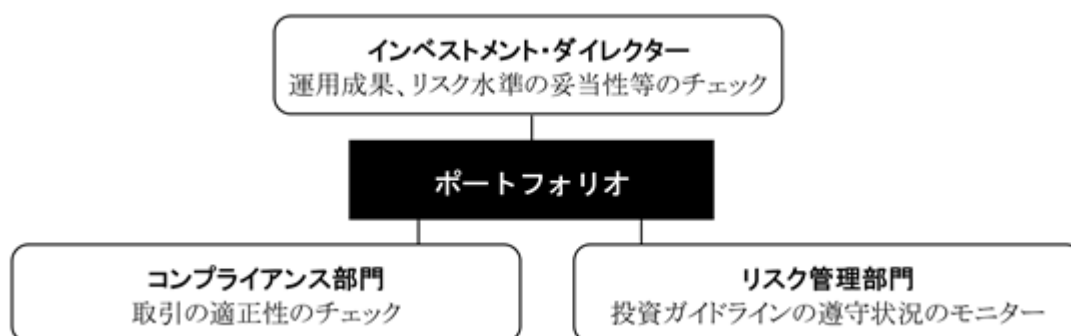 インベストメント・ダイレクター
運用成果、リスク水準の妥当性等のチェック
ポートフォリオ
コンプライアンス部門
取引の適正性のチェック
リスク管理部門
投資ガイドラインの遵守状況のモニター